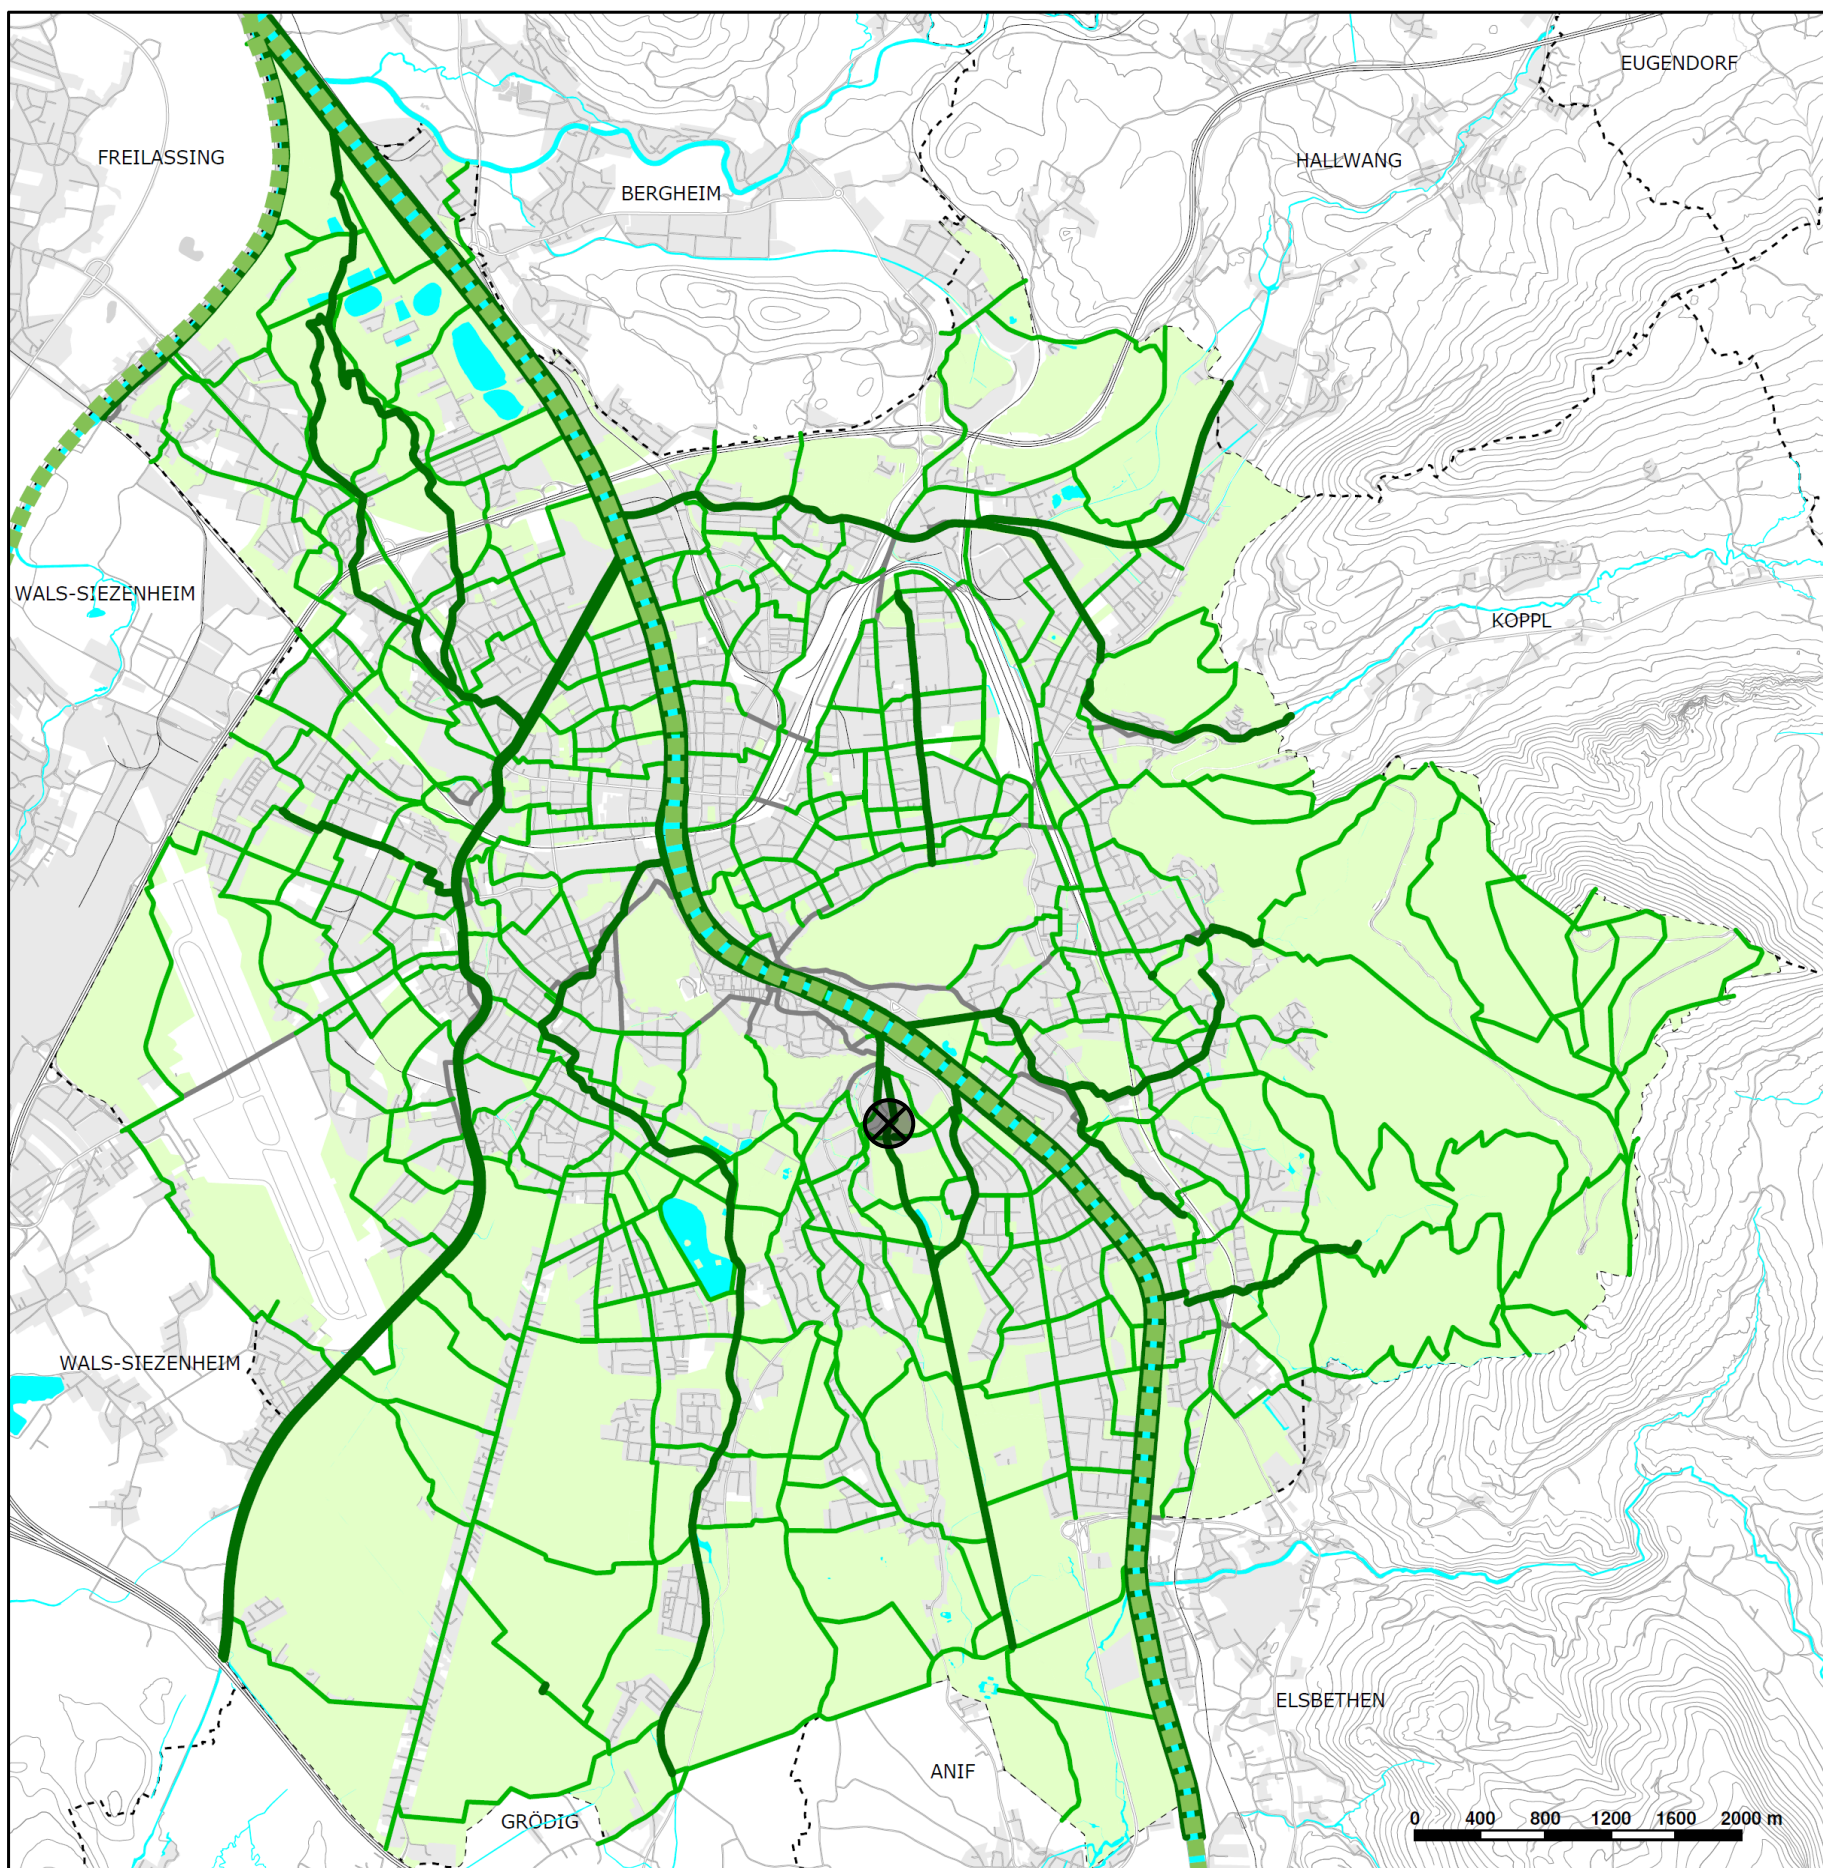 EUGENDORF
FREILASSING
HALLWANG
BERGHEIM
WALS-SIEZENHEIM
KOPPL
WALS-SIEZENHEIM
ELSBETHEN
ANIF
GRÖDIG
0 400 800 1200 1600 2000 m